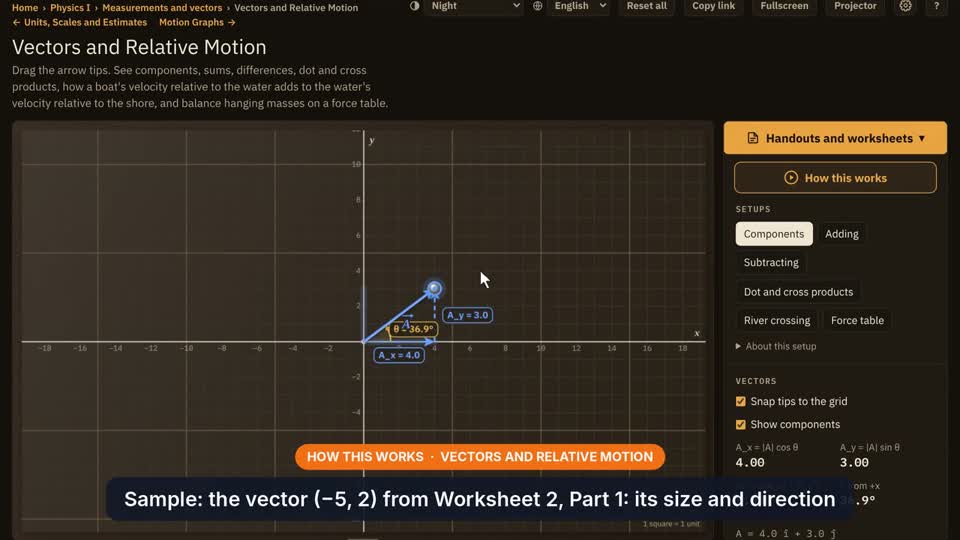 Home › Physics I › Measurements and vectors › Vectors and Relative Motion
Night
English
Reset all
Copy link
Fullscreen
Projector
?
← Units, Scales and Estimates
Motion Graphs →
Vectors and Relative Motion
Drag the arrow tips. See components, sums, differences, dot and cross
products, how a boat's velocity relative to the water adds to the water's
velocity relative to the shore, and balance hanging masses on a force table.
Handouts and worksheets ▼
How this works
SETUPS
Components
Adding
Subtracting
Dot and cross products
River crossing
Force table
▶ About this setup
VECTORS
Snap tips to the grid
Show components
A_x = |A| cos θ
A_y = |A| sin θ
4.00
3.00
om +x
.9°
A = 4.0 î + 3.0 ĵ
y
10
8
6
4
2
0
−2
−4
−18 −16 −14 −12 −10 −8 −6 −4 −2
4 6 8 10 12 14 16 18
x
A_y = 3.0
θ = 36.9°
A
A_x = 4.0
HOW THIS WORKS · VECTORS AND RELATIVE MOTION
Sample: the vector (−5, 2) from Worksheet 2, Part 1: its size and direction
1 square = 1 unit